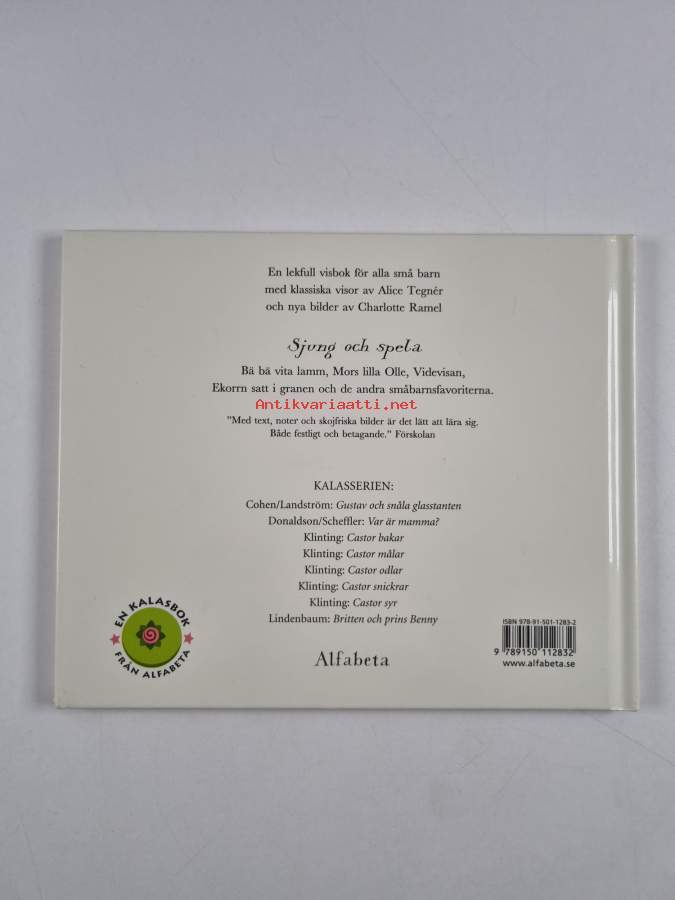 En lekfull visbok för alla små barn
med klassiska visor av Alice Tegnér
och nya bilder av Charlotte Ramel
Sjung och spela
Bä bä vita lamm, Mors lilla Olle, Videvisan,
Ekorrn satt i granen och de andra småbarnsfavoriterna.
Antikvariaatti.net
”Med text, noter och skojfriska bilder är det lätt att lära sig.
Både festligt och betagande.” Förskolan
KALASSERIEN:
Cohen/Landström: Gustav och snåla glasstanten
Donaldson/Scheffler: Var är mamma?
Klinting: Castor bakar
Klinting: Castor målar
Klinting: Castor odlar
Klinting: Castor snickrar
Klinting: Castor syr
Lindenbaum: Britten och prins Benny
Alfabeta
EN KALASBOK
FRÅN ALFABETA
ISBN 978-91-501-1283-2
9 789150 112832
www.alfabeta.se